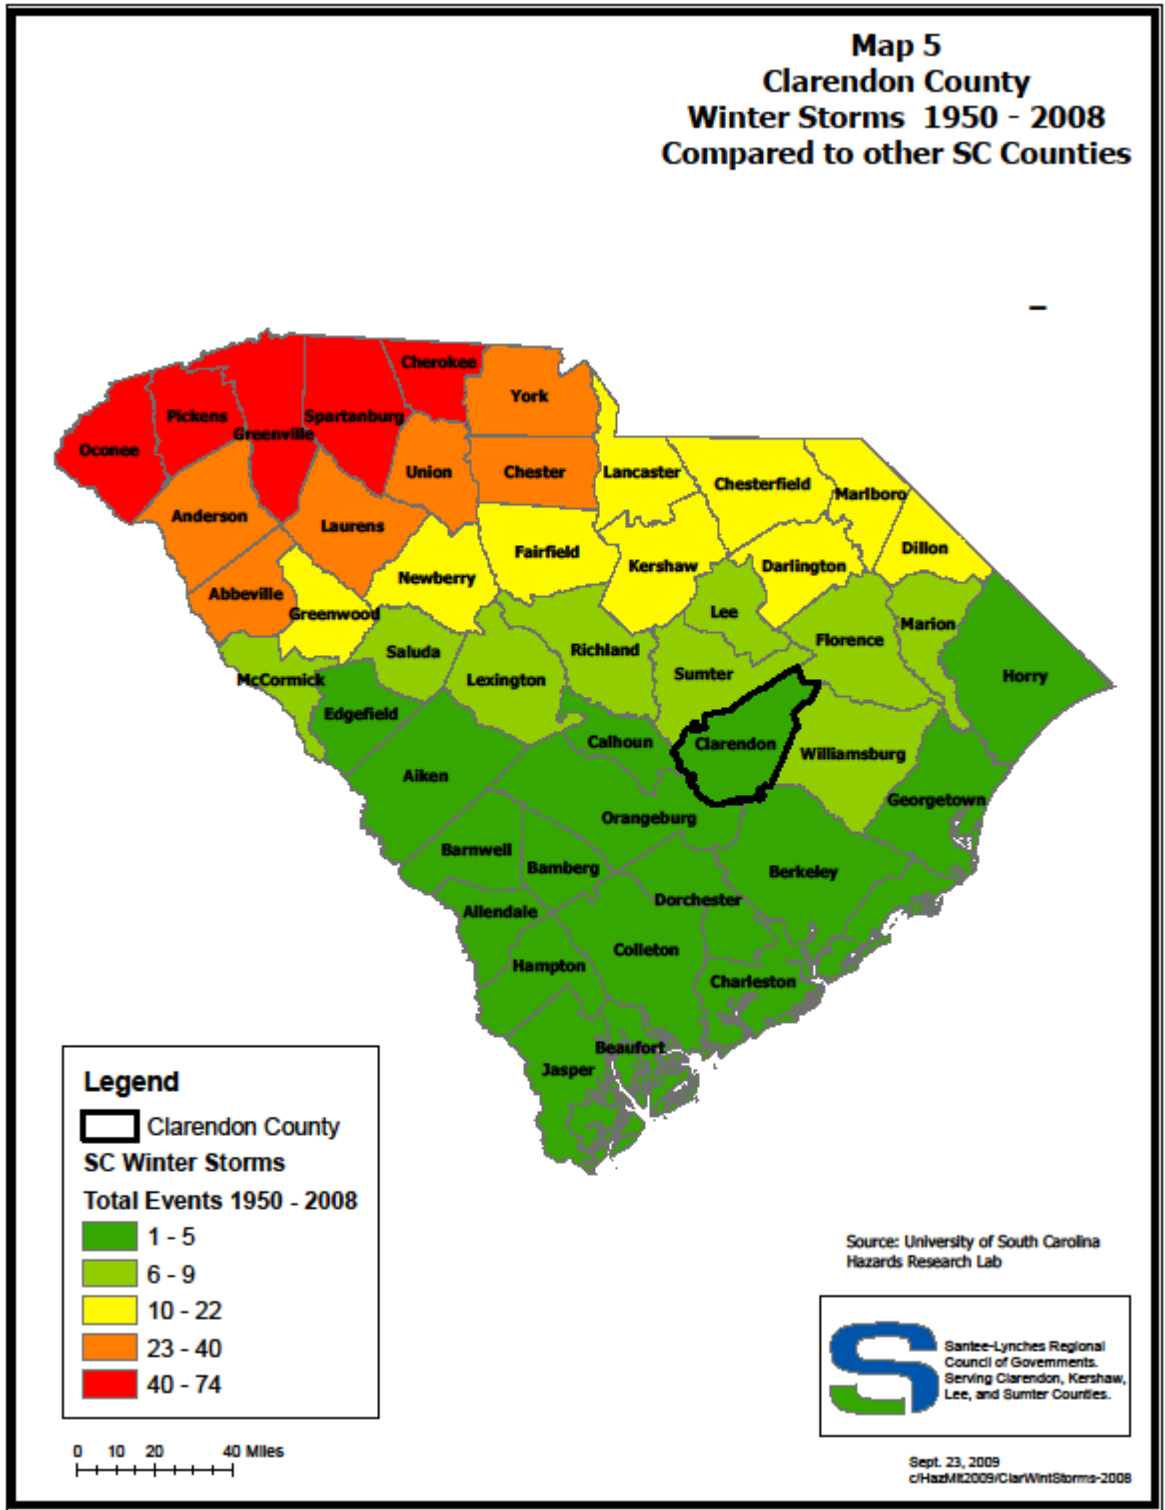 Map 5
Clarendon County
Winter Storms 1950 - 2008
Compared to other SC Counties
Cherokee
York
Pickens
Spartanburg
Greenville
Oconee
Union
Chester
Lancaster
Chesterfield
Marlboro
Anderson
Laurens
Fairfield
Dillon
Kershaw
Darlington
Newberry
Abbeville
Greenwood
Lee
Marion
Florence
Saluda
Richland
Sumter
Horry
McCormick
Lexington
Edgefield
Calhoun
Clarendon
Williamsburg
Aiken
Georgetown
Orangeburg
Barnwell
Bamberg
Berkeley
Dorchester
Allendale
Colleton
Hampton
Charleston
Beaufort
Jasper
Legend
Clarendon County
SC Winter Storms
Total Events 1950 - 2008
1 - 5
6 - 9
10 - 22
23 - 40
40 - 74
0 10 20 40 Miles
Source: University of South Carolina
Hazards Research Lab
Santee-Lynches Regional
Council of Governments.
Serving Clarendon, Kershaw,
Lee, and Sumter Counties.
Sept. 23, 2009
c/HazMit2009/ClarWintStorms-2008